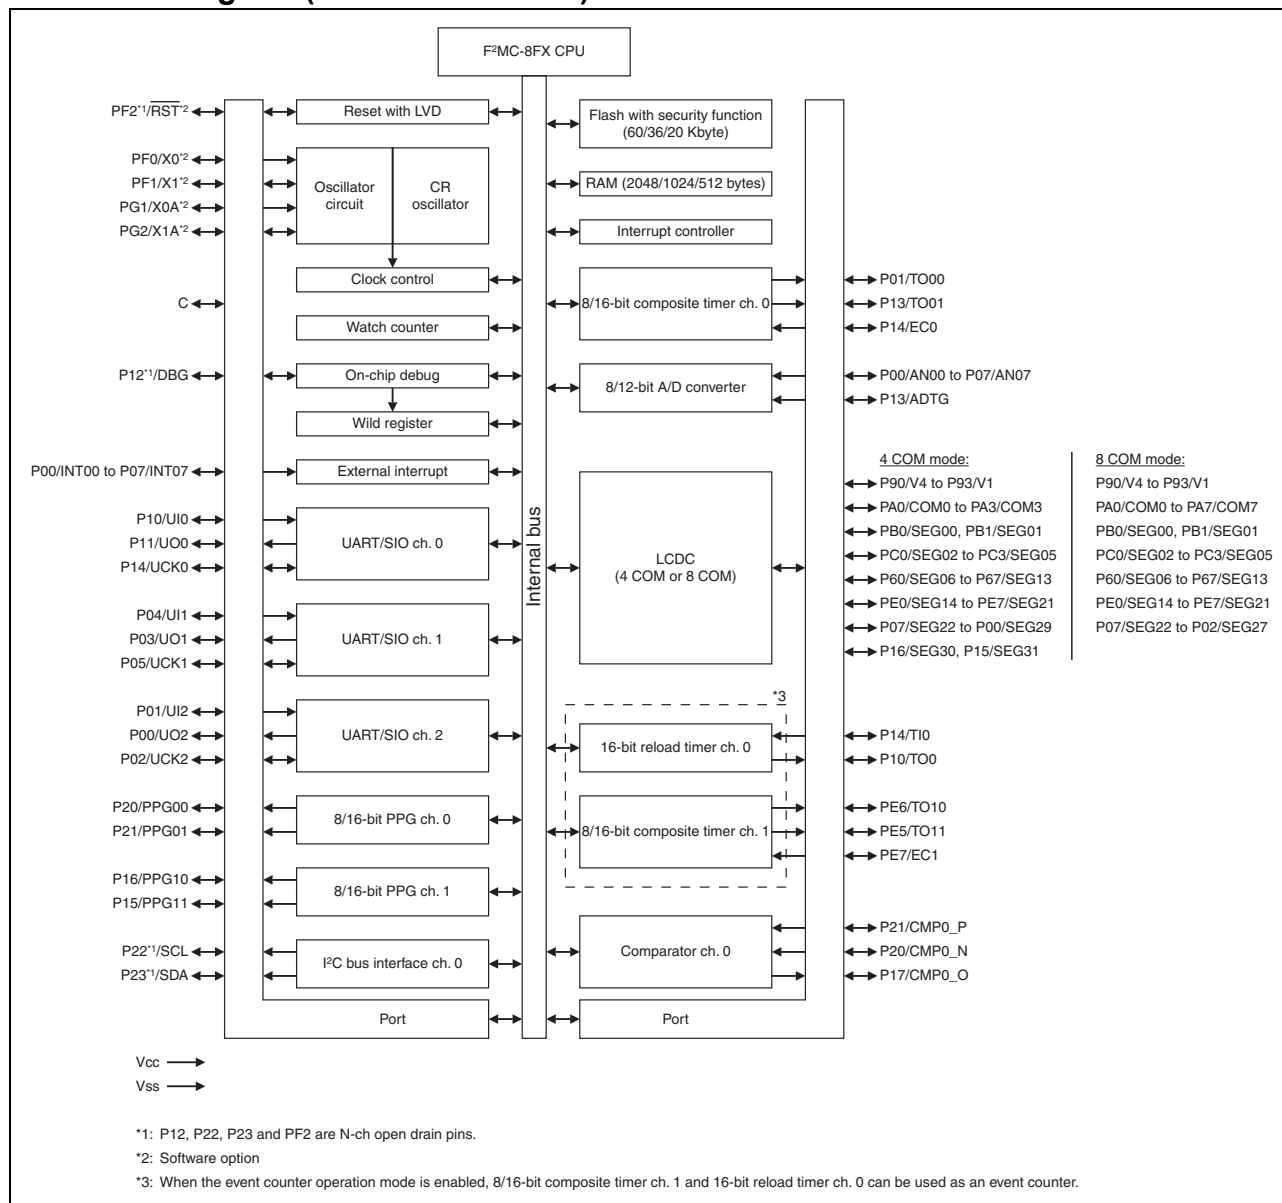 F²MC-8FX CPU
PF2*1/RST*2
Reset with LVD
Flash with security function
(60/36/20 Kbyte)
PF0/X0*2
PF1/X1*2
PG1/X0A*2
PG2/X1A*2
Oscillator
circuit
CR
oscillator
RAM (2048/1024/512 bytes)
Interrupt controller
Clock control
C
8/16-bit composite timer ch. 0
P01/TO00
P13/TO01
P14/EC0
Watch counter
P12*1/DBG
On-chip debug
8/12-bit A/D converter
P00/AN00 to P07/AN07
P13/ADTG
Wild register
P00/INT00 to P07/INT07
External interrupt
Internal bus
LCDC
(4 COM or 8 COM)
4 COM mode:
P90/V4 to P93/V1
PA0/COM0 to PA3/COM3
PB0/SEG00, PB1/SEG01
PC0/SEG02 to PC3/SEG05
P60/SEG06 to P67/SEG13
PE0/SEG14 to PE7/SEG21
P07/SEG22 to P00/SEG29
P16/SEG30, P15/SEG31
8 COM mode:
P90/V4 to P93/V1
PA0/COM0 to PA7/COM7
PB0/SEG00, PB1/SEG01
PC0/SEG02 to PC3/SEG05
P60/SEG06 to P67/SEG13
PE0/SEG14 to PE7/SEG21
P07/SEG22 to P02/SEG27
P10/UI0
P11/UO0
P14/UCK0
UART/SIO ch. 0
P04/UI1
P03/UO1
P05/UCK1
UART/SIO ch. 1
P01/UI2
P00/UO2
P02/UCK2
UART/SIO ch. 2
*3
16-bit reload timer ch. 0
P14/TI0
P10/TO0
P20/PPG00
P21/PPG01
8/16-bit PPG ch. 0
8/16-bit composite timer ch. 1
PE6/TO10
PE5/TO11
PE7/EC1
P16/PPG10
P15/PPG11
8/16-bit PPG ch. 1
P22*1/SCL
P23*1/SDA
I²C bus interface ch. 0
Comparator ch. 0
P21/CMP0_P
P20/CMP0_N
P17/CMP0_O
Port
Port
Vcc
Vss
*1: P12, P22, P23 and PF2 are N-ch open drain pins.
*2: Software option
*3: When the event counter operation mode is enabled, 8/16-bit composite timer ch. 1 and 16-bit reload timer ch. 0 can be used as an event counter.